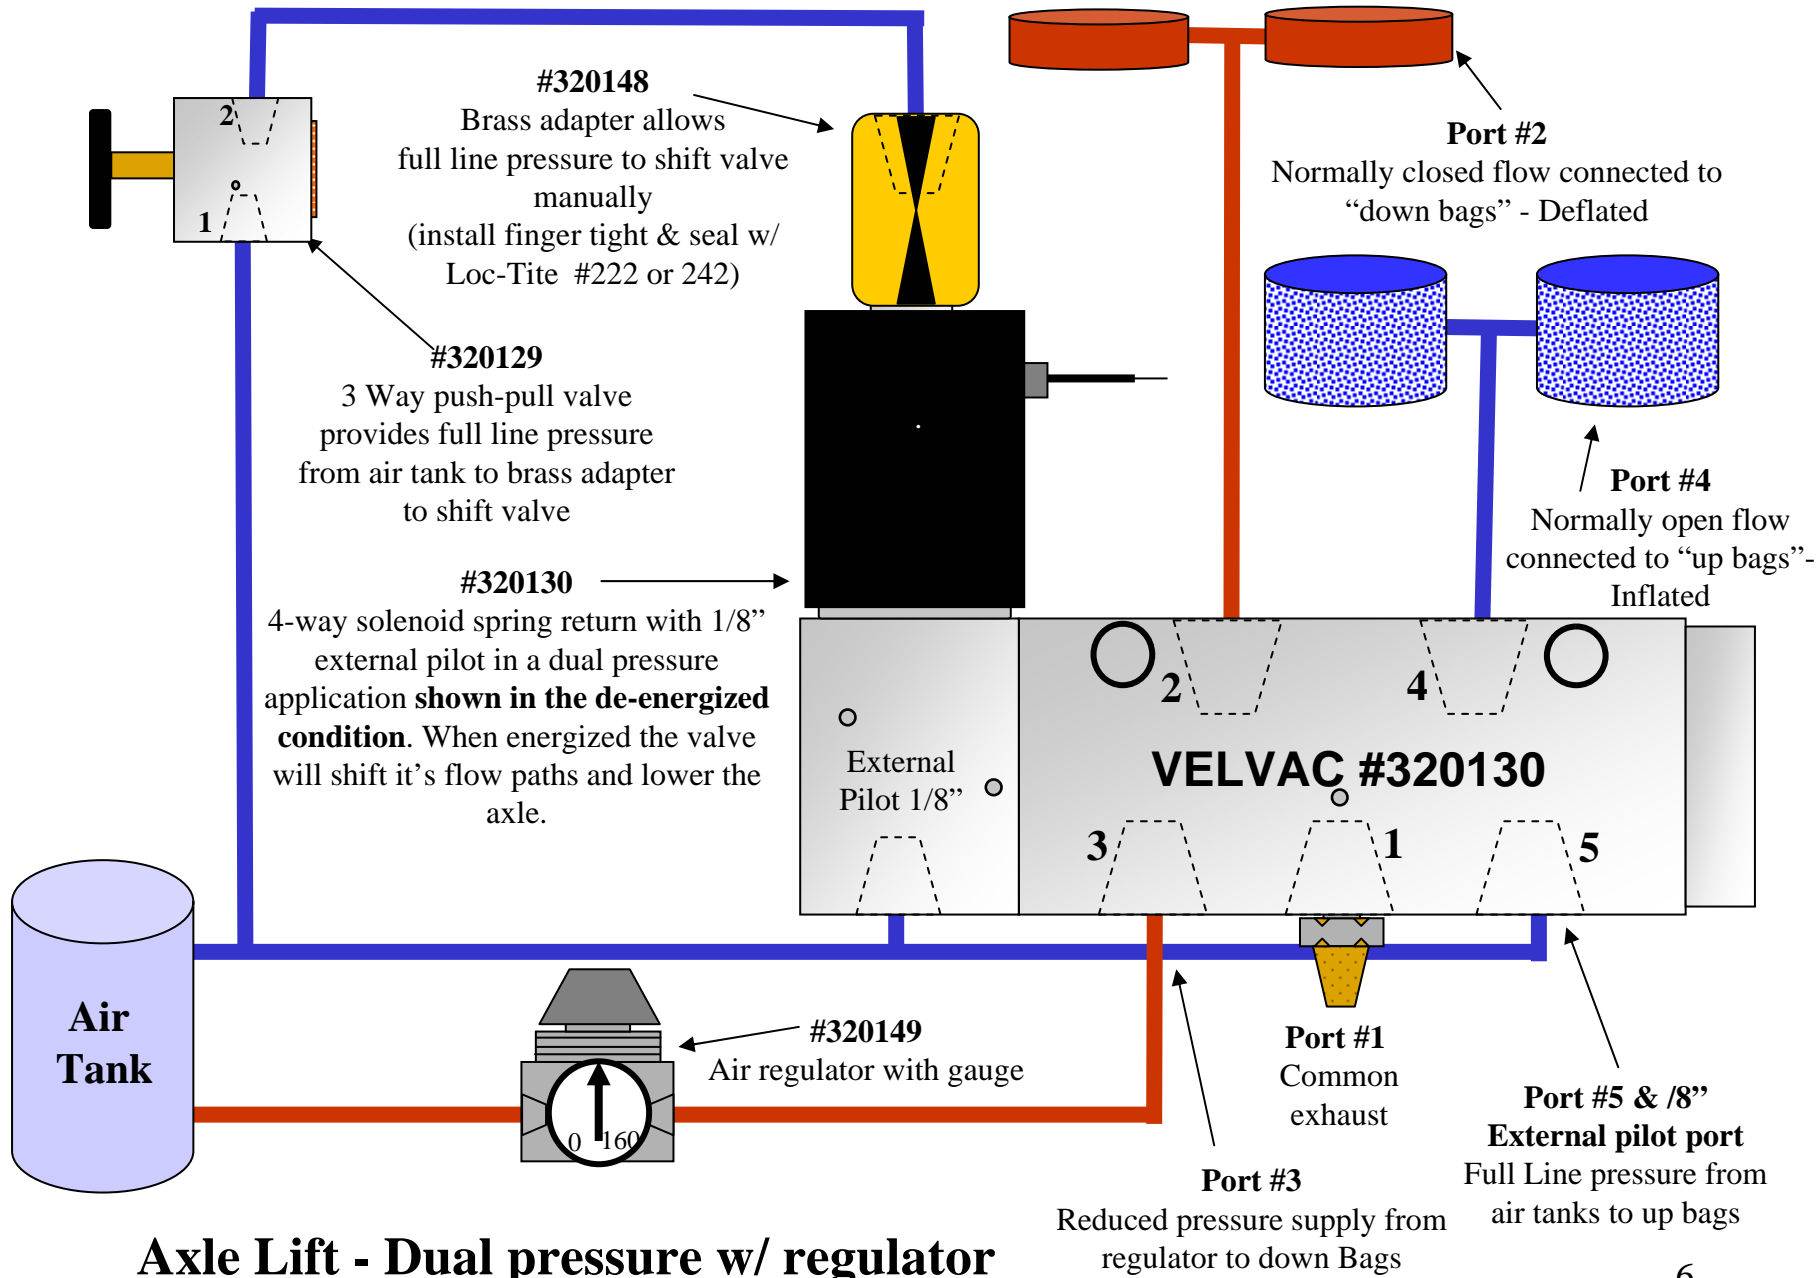 #320148
Brass adapter allows
full line pressure to shift valve
manually
(install finger tight & seal w/
Loc-Tite #222 or 242)
2
1
#320129
3 Way push-pull valve
provides full line pressure
from air tank to brass adapter
to shift valve
#320130
4-way solenoid spring return with 1/8”
external pilot in a dual pressure
application shown in the de-energized
condition. When energized the valve
will shift it’s flow paths and lower the
axle.
Port #2
Normally closed flow connected to
“down bags” - Deflated
Port #4
Normally open flow
connected to “up bags”-
Inflated
2
4
External
Pilot 1/8”
VELVAC #320130
3
1
5
Air
Tank
#320149
Air regulator with gauge
0 160
Port #1
Common
exhaust
Port #5 & /8”
External pilot port
Full Line pressure from
air tanks to up bags
Port #3
Reduced pressure supply from
regulator to down Bags
Axle Lift - Dual pressure w/ regulator
6